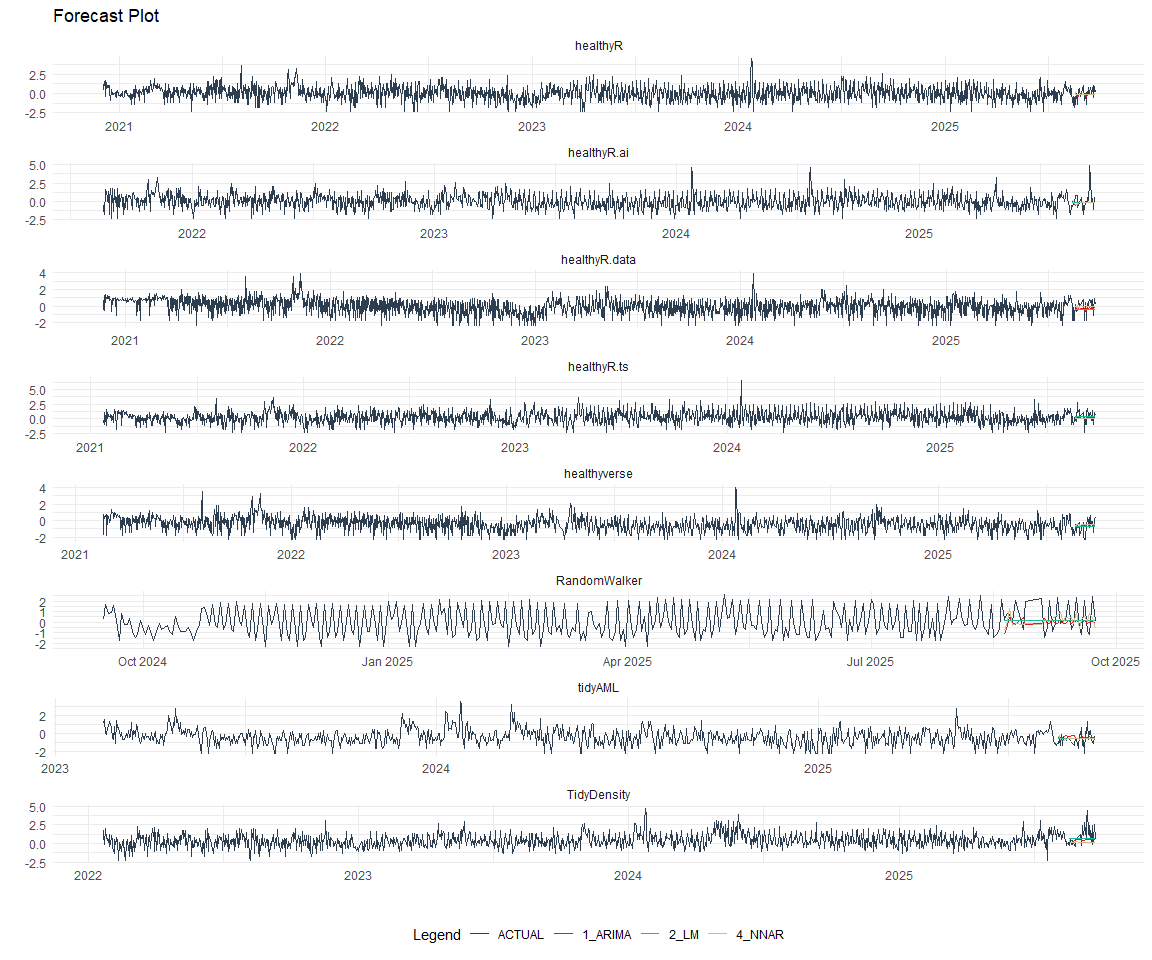 Forecast Plot
healthyR
2.5
0.0
-2.5
2021 2022 2023 2024 2025
healthyR.ai
5.0
2.5
0.0
-2.5
2022 2023 2024 2025
healthyR.data
4
2
0
-2
2021 2022 2023 2024 2025
healthyR.ts
5.0
2.5
0.0
-2.5
2021 2022 2023 2024 2025
healthyverse
4
2
0
-2
2021 2022 2023 2024 2025
RandomWalker
2
1
0
-1
-2
Oct 2024 Jan 2025 Apr 2025 Jul 2025 Oct 2025
tidyAML
2
0
-2
2023 2024 2025
TidyDensity
5.0
2.5
0.0
-2.5
2022 2023 2024 2025
Legend ACTUAL 1_ARIMA 2_LM 4_NNAR